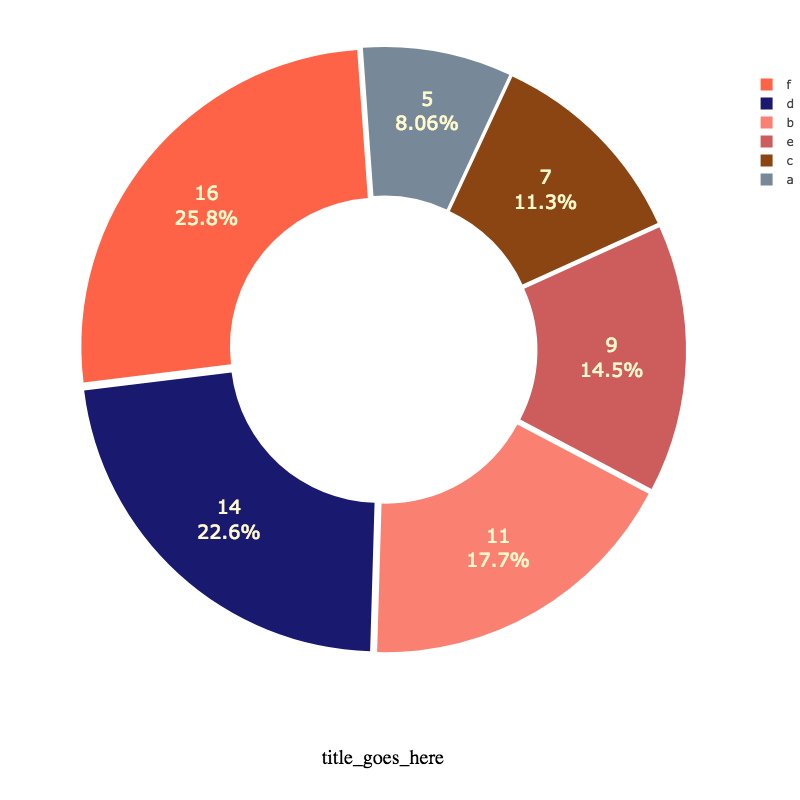 5
8.06%
7
11.3%
16
25.8%
9
14.5%
14
22.6%
11
17.7%
f
d
b
e
c
a
title_goes_here